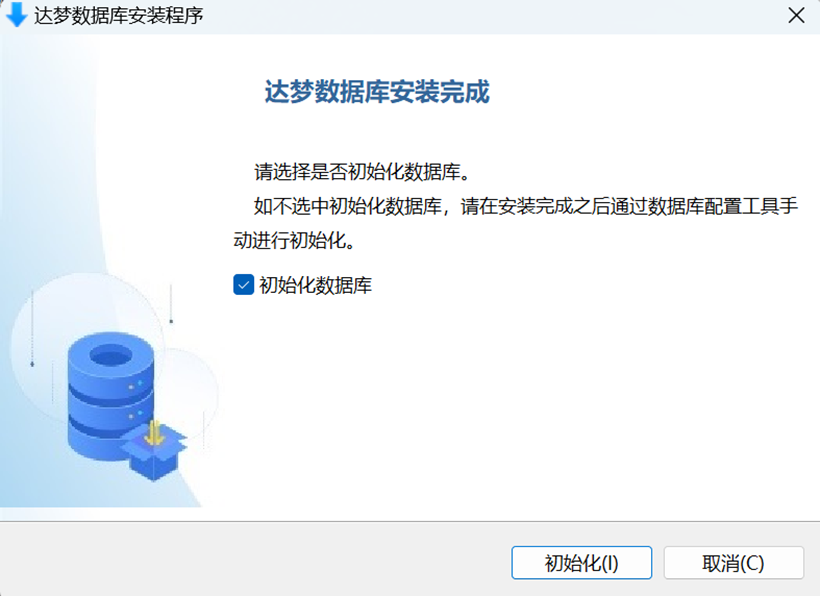 达梦数据库安装程序
达梦数据库安装完成
请选择是否初始化数据库。
如不选中初始化数据库，请在安装完成之后通过数据库配置工具手
动进行初始化。
初始化数据库
初始化(I)
取消(C)